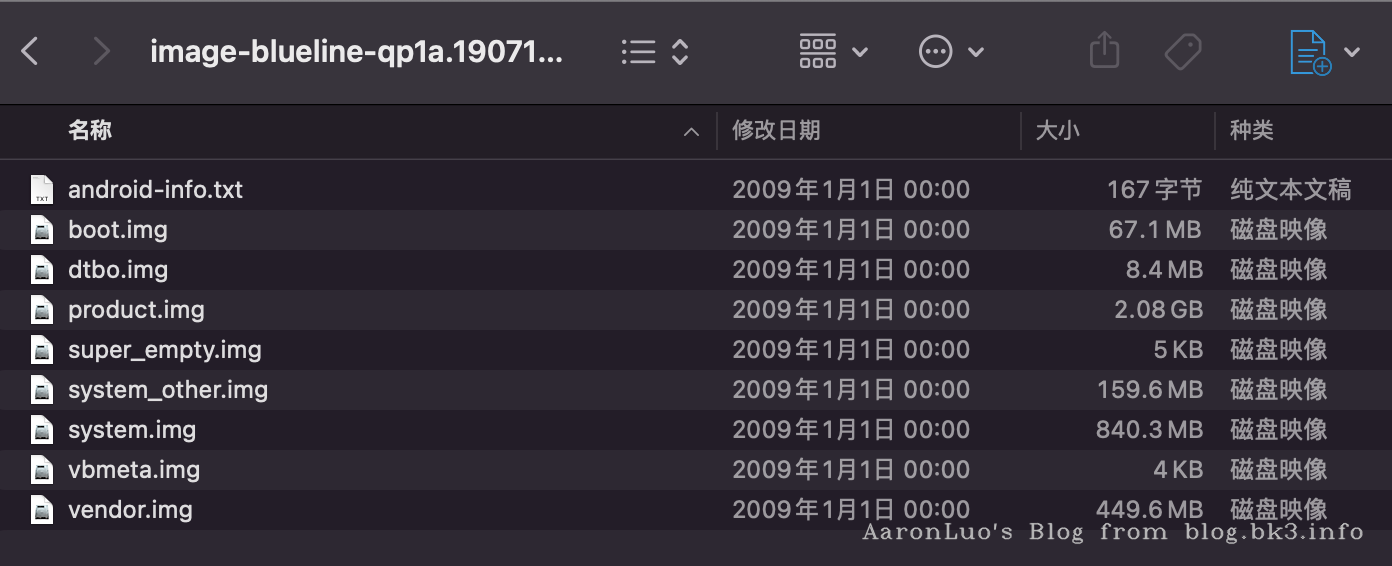 image-blueline-qp1a.19071...
名称 修改日期 大小 种类
android-info.txt 2009年1月1日 00:00 167 字节 纯文本文稿
boot.img 2009年1月1日 00:00 67.1 MB 磁盘映像
dtbo.img 2009年1月1日 00:00 8.4 MB 磁盘映像
product.img 2009年1月1日 00:00 2.08 GB 磁盘映像
super_empty.img 2009年1月1日 00:00 5 KB 磁盘映像
system_other.img 2009年1月1日 00:00 159.6 MB 磁盘映像
system.img 2009年1月1日 00:00 840.3 MB 磁盘映像
vbmeta.img 2009年1月1日 00:00 4 KB 磁盘映像
vendor.img 2009年1月1日 00:00 449.6 MB 磁盘映像
AaronLuo's Blog from blog.bk3.info